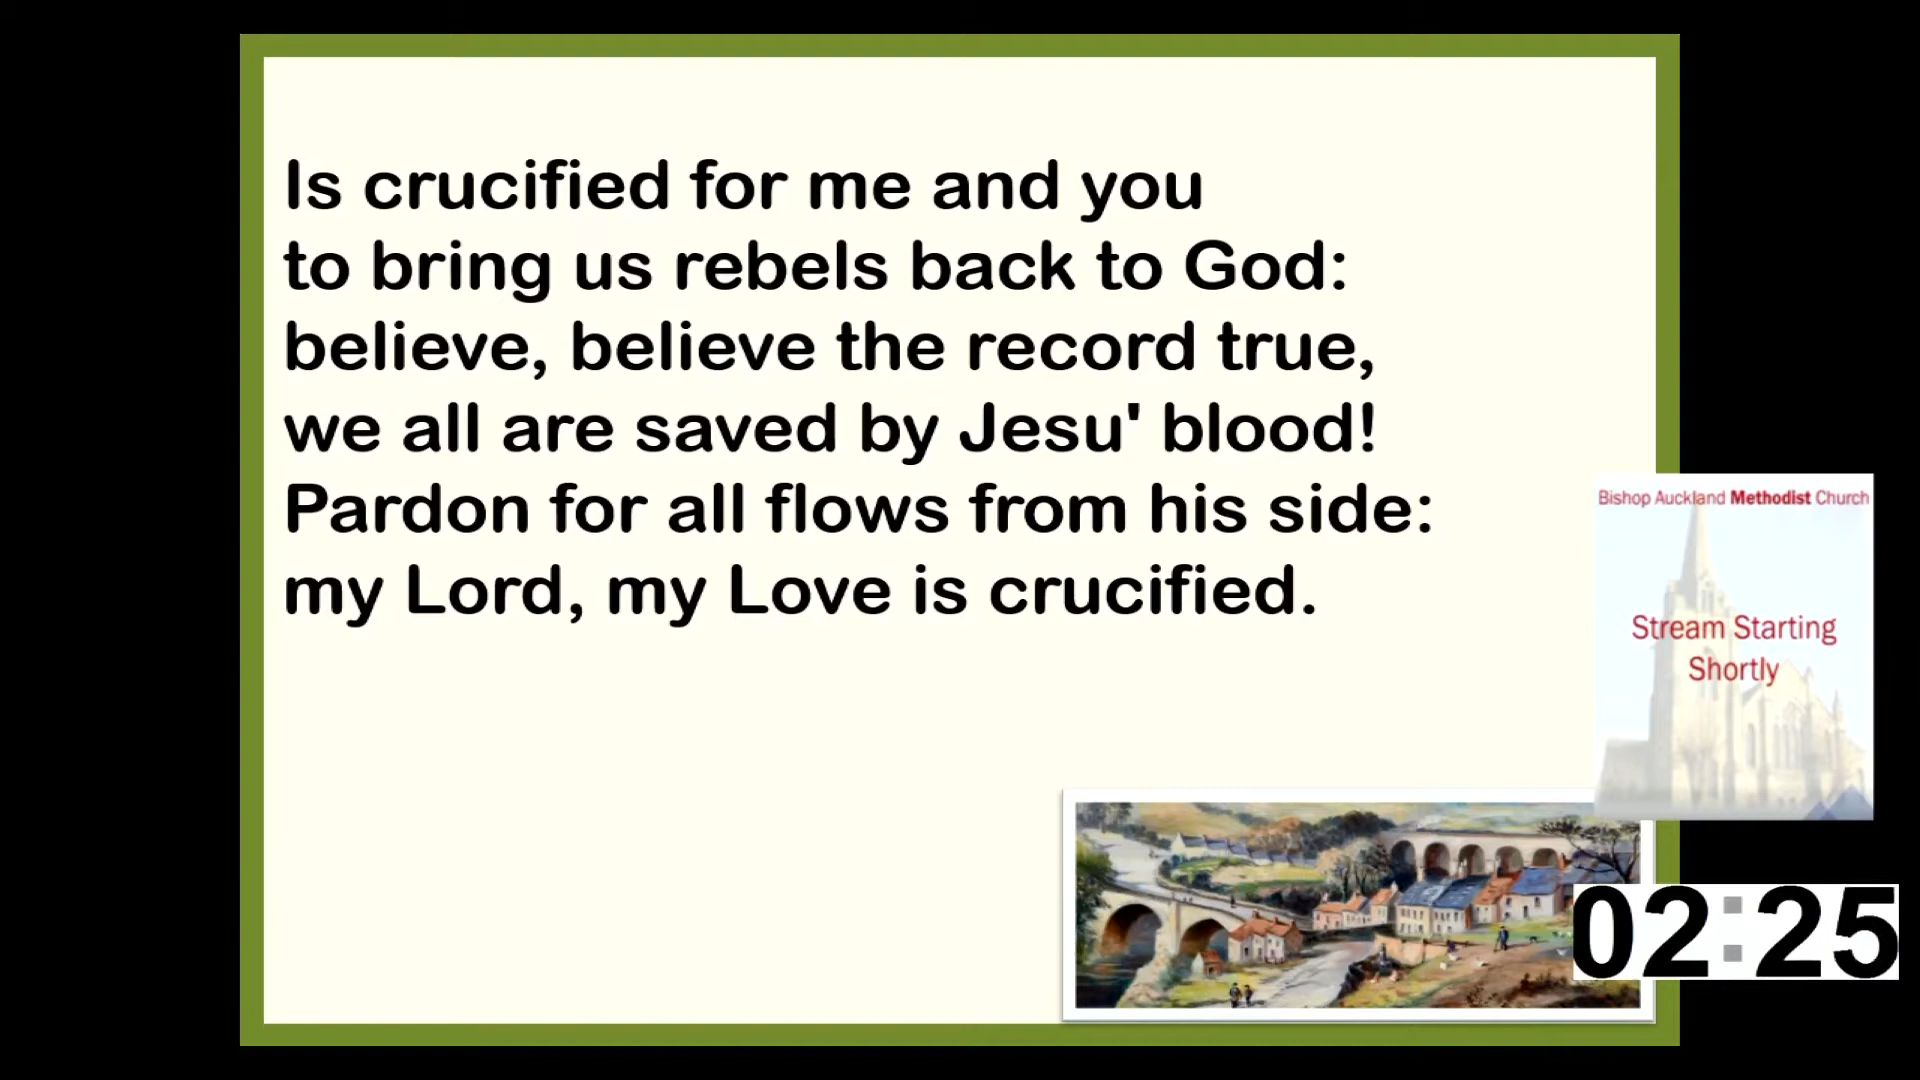 Is crucified for me and you
to bring us rebels back to God:
believe, believe the record true,
we all are saved by Jesu' blood!
Pardon for all flows from his side:
my Lord, my Love is crucified.
Bishop Auckland Methodist Church
Stream Starting
Shortly
02:25